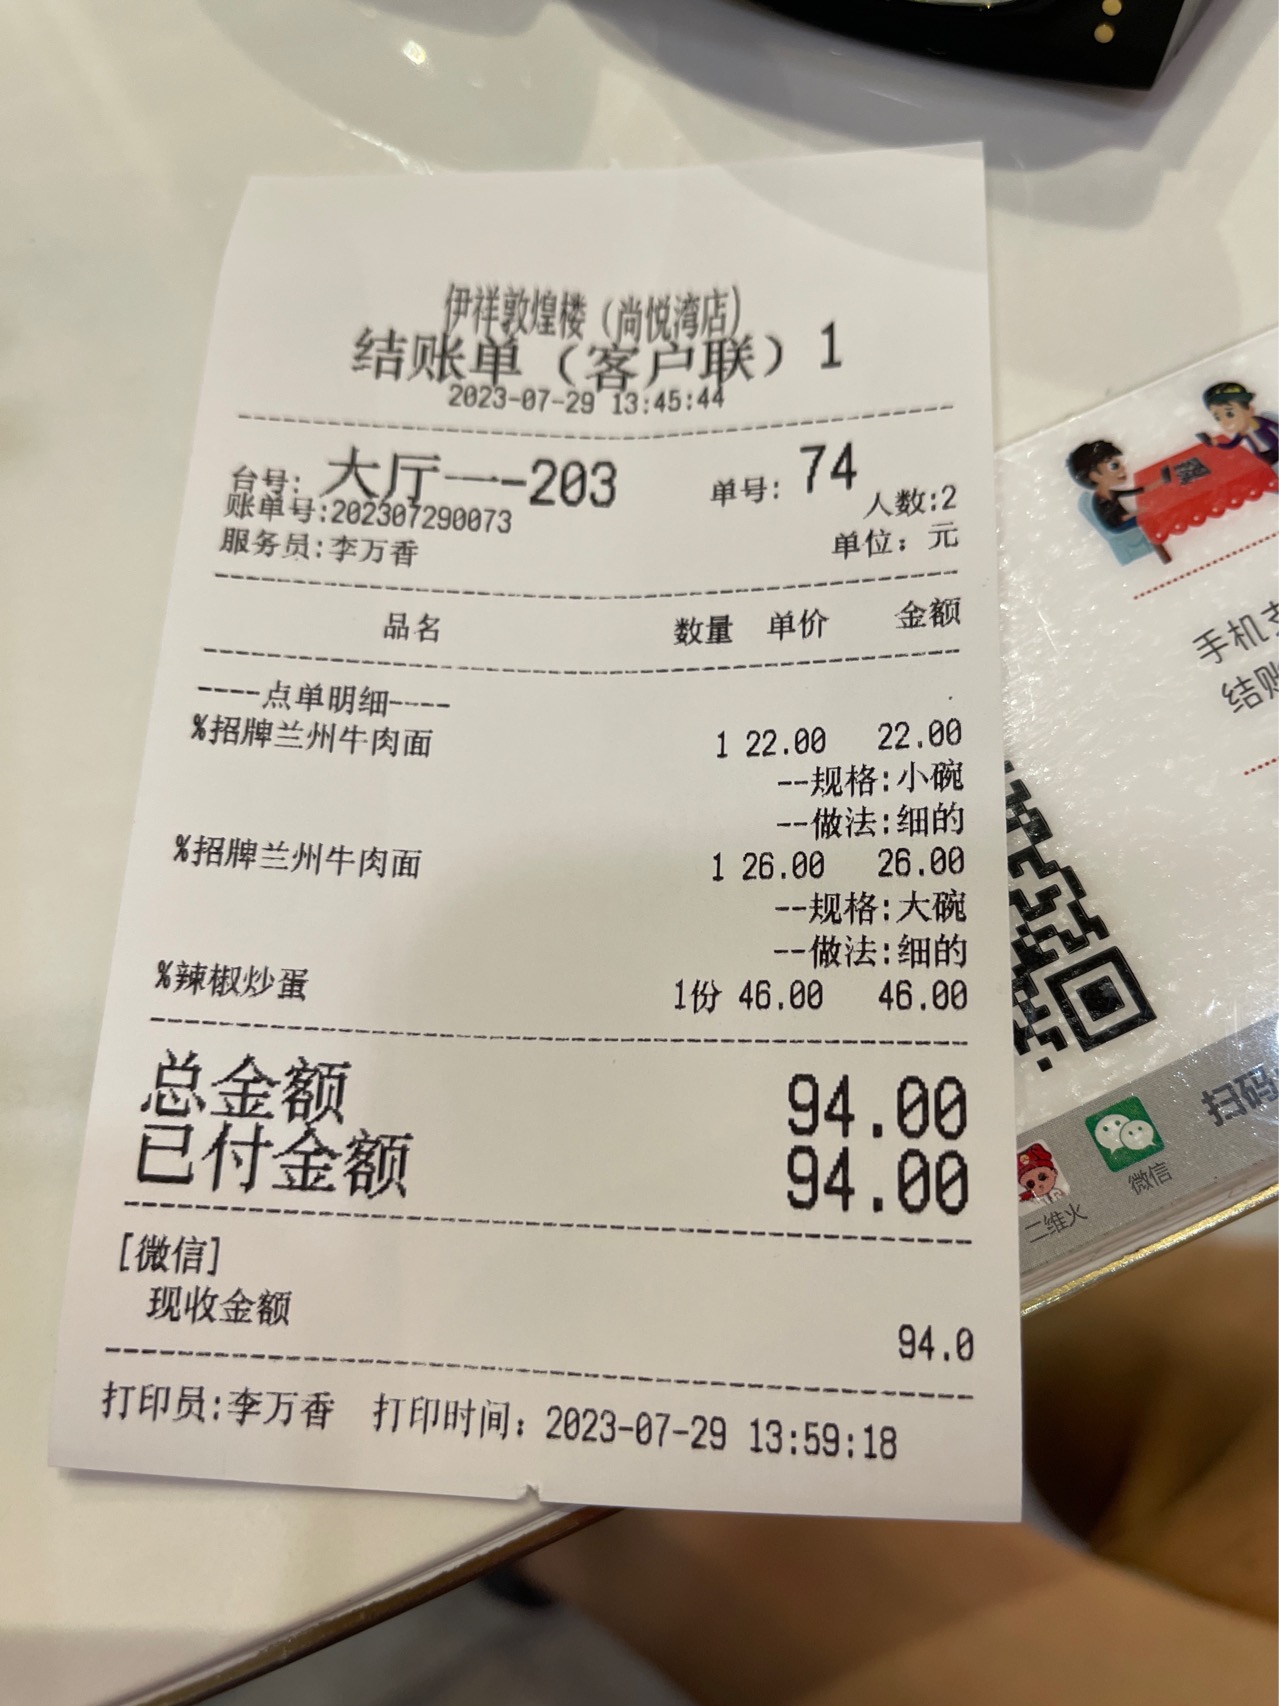 伊祥敦煌楼（尚悦湾店）
结账单（客户联）1
2023-07-29 13:45:44
台号: 大厅一-203 单号: 74
账单号:202307290073 人数:2
服务员:李万香 单位: 元
品名 数量 单价 金额
----点单明细----
%招牌兰州牛肉面 1 22.00 22.00
--规格:小碗
--做法:细的
%招牌兰州牛肉面 1 26.00 26.00
--规格:大碗
--做法:细的
%辣椒炒蛋 1份 46.00 46.00
总金额 94.00
已付金额 94.00
[微信]
现收金额
94.0
打印员:李万香 打印时间: 2023-07-29 13:59:18
手机
结账
扫码
二维火
微信